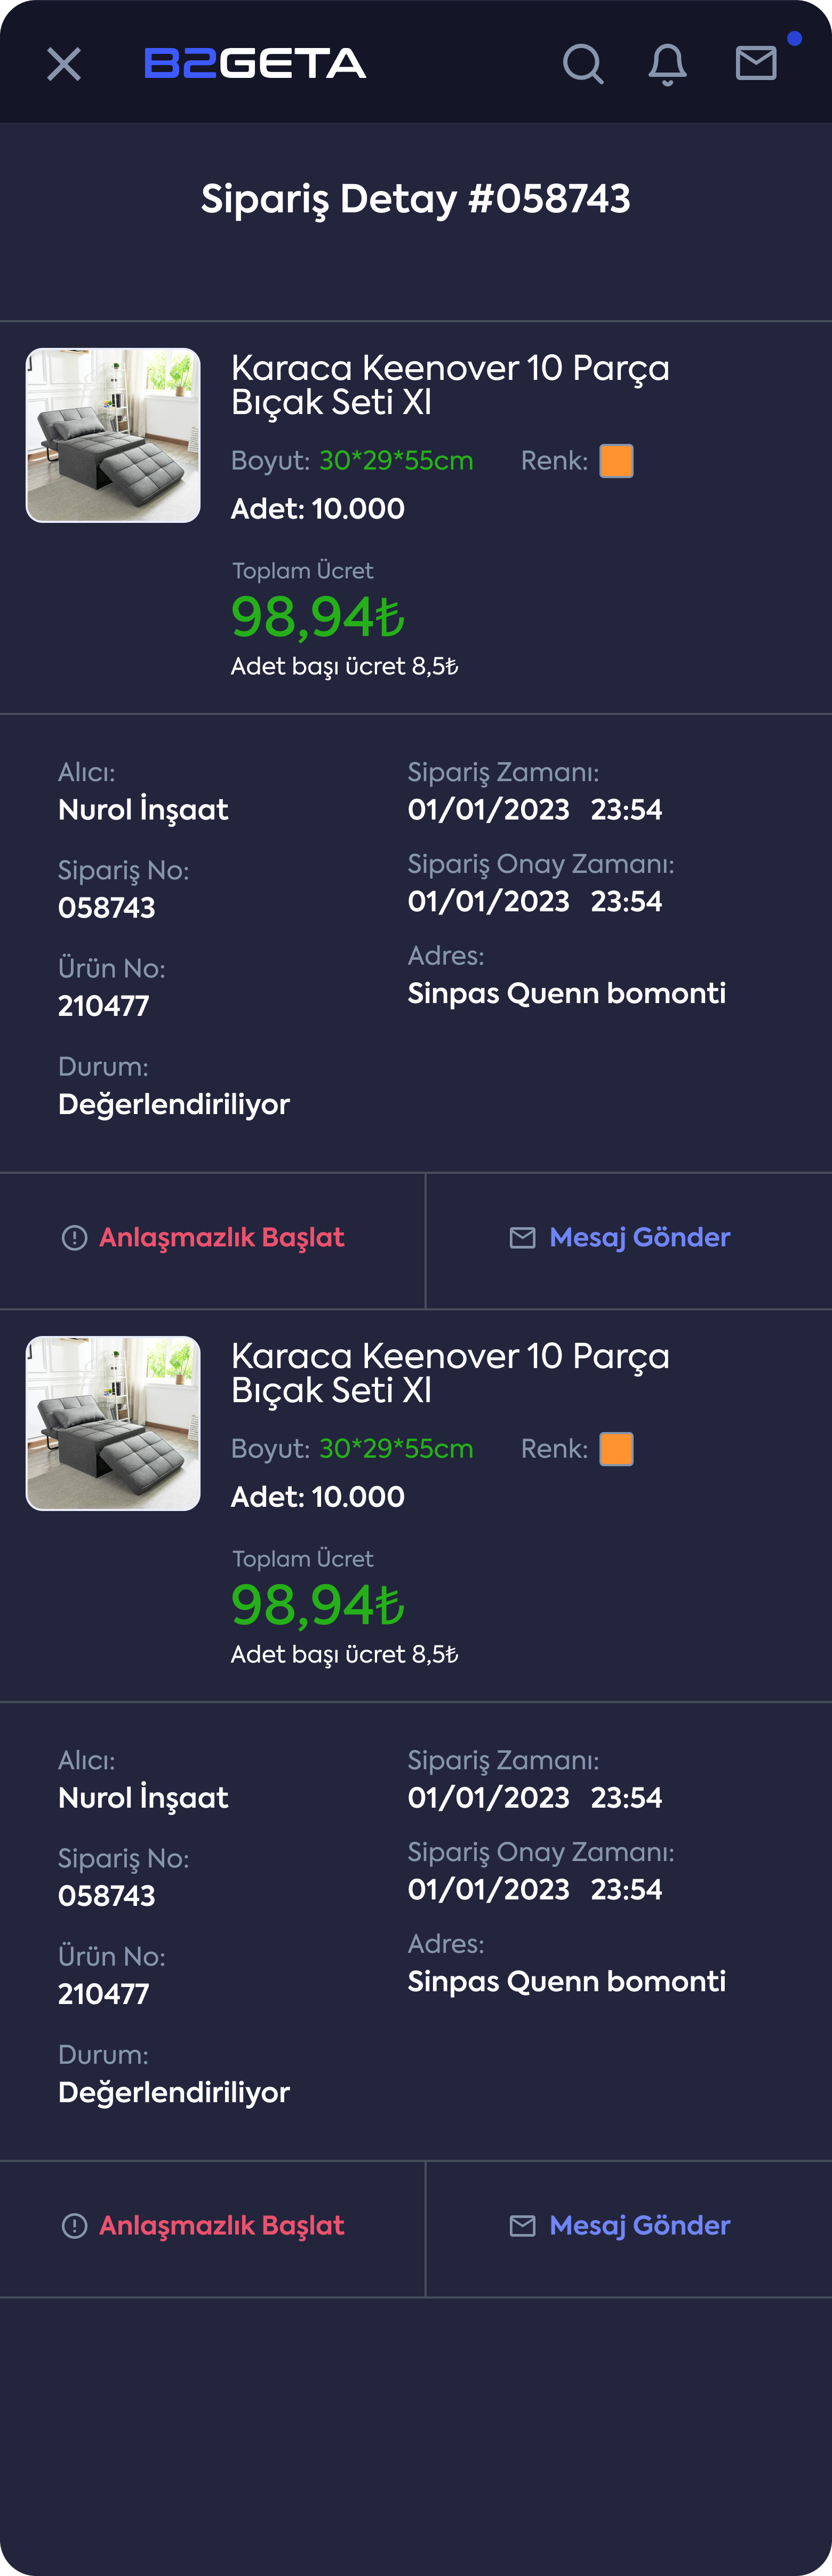 B2GETA
Sipariş Detay #058743
Karaca Keenover 10 Parça
Bıçak Seti Xl
Boyut: 30*29*55cm Renk:
Adet: 10.000
Toplam Ücret
98,94₺
Adet başı ücret 8,5₺
Alıcı:
Nurol İnşaat
Sipariş No:
058743
Ürün No:
210477
Durum:
Değerlendiriliyor
Sipariş Zamanı:
01/01/2023 23:54
Sipariş Onay Zamanı:
01/01/2023 23:54
Adres:
Sinpas Quenn bomonti
Anlaşmazlık Başlat
Mesaj Gönder
Karaca Keenover 10 Parça
Bıçak Seti Xl
Boyut: 30*29*55cm Renk:
Adet: 10.000
Toplam Ücret
98,94₺
Adet başı ücret 8,5₺
Alıcı:
Nurol İnşaat
Sipariş No:
058743
Ürün No:
210477
Durum:
Değerlendiriliyor
Sipariş Zamanı:
01/01/2023 23:54
Sipariş Onay Zamanı:
01/01/2023 23:54
Adres:
Sinpas Quenn bomonti
Anlaşmazlık Başlat
Mesaj Gönder